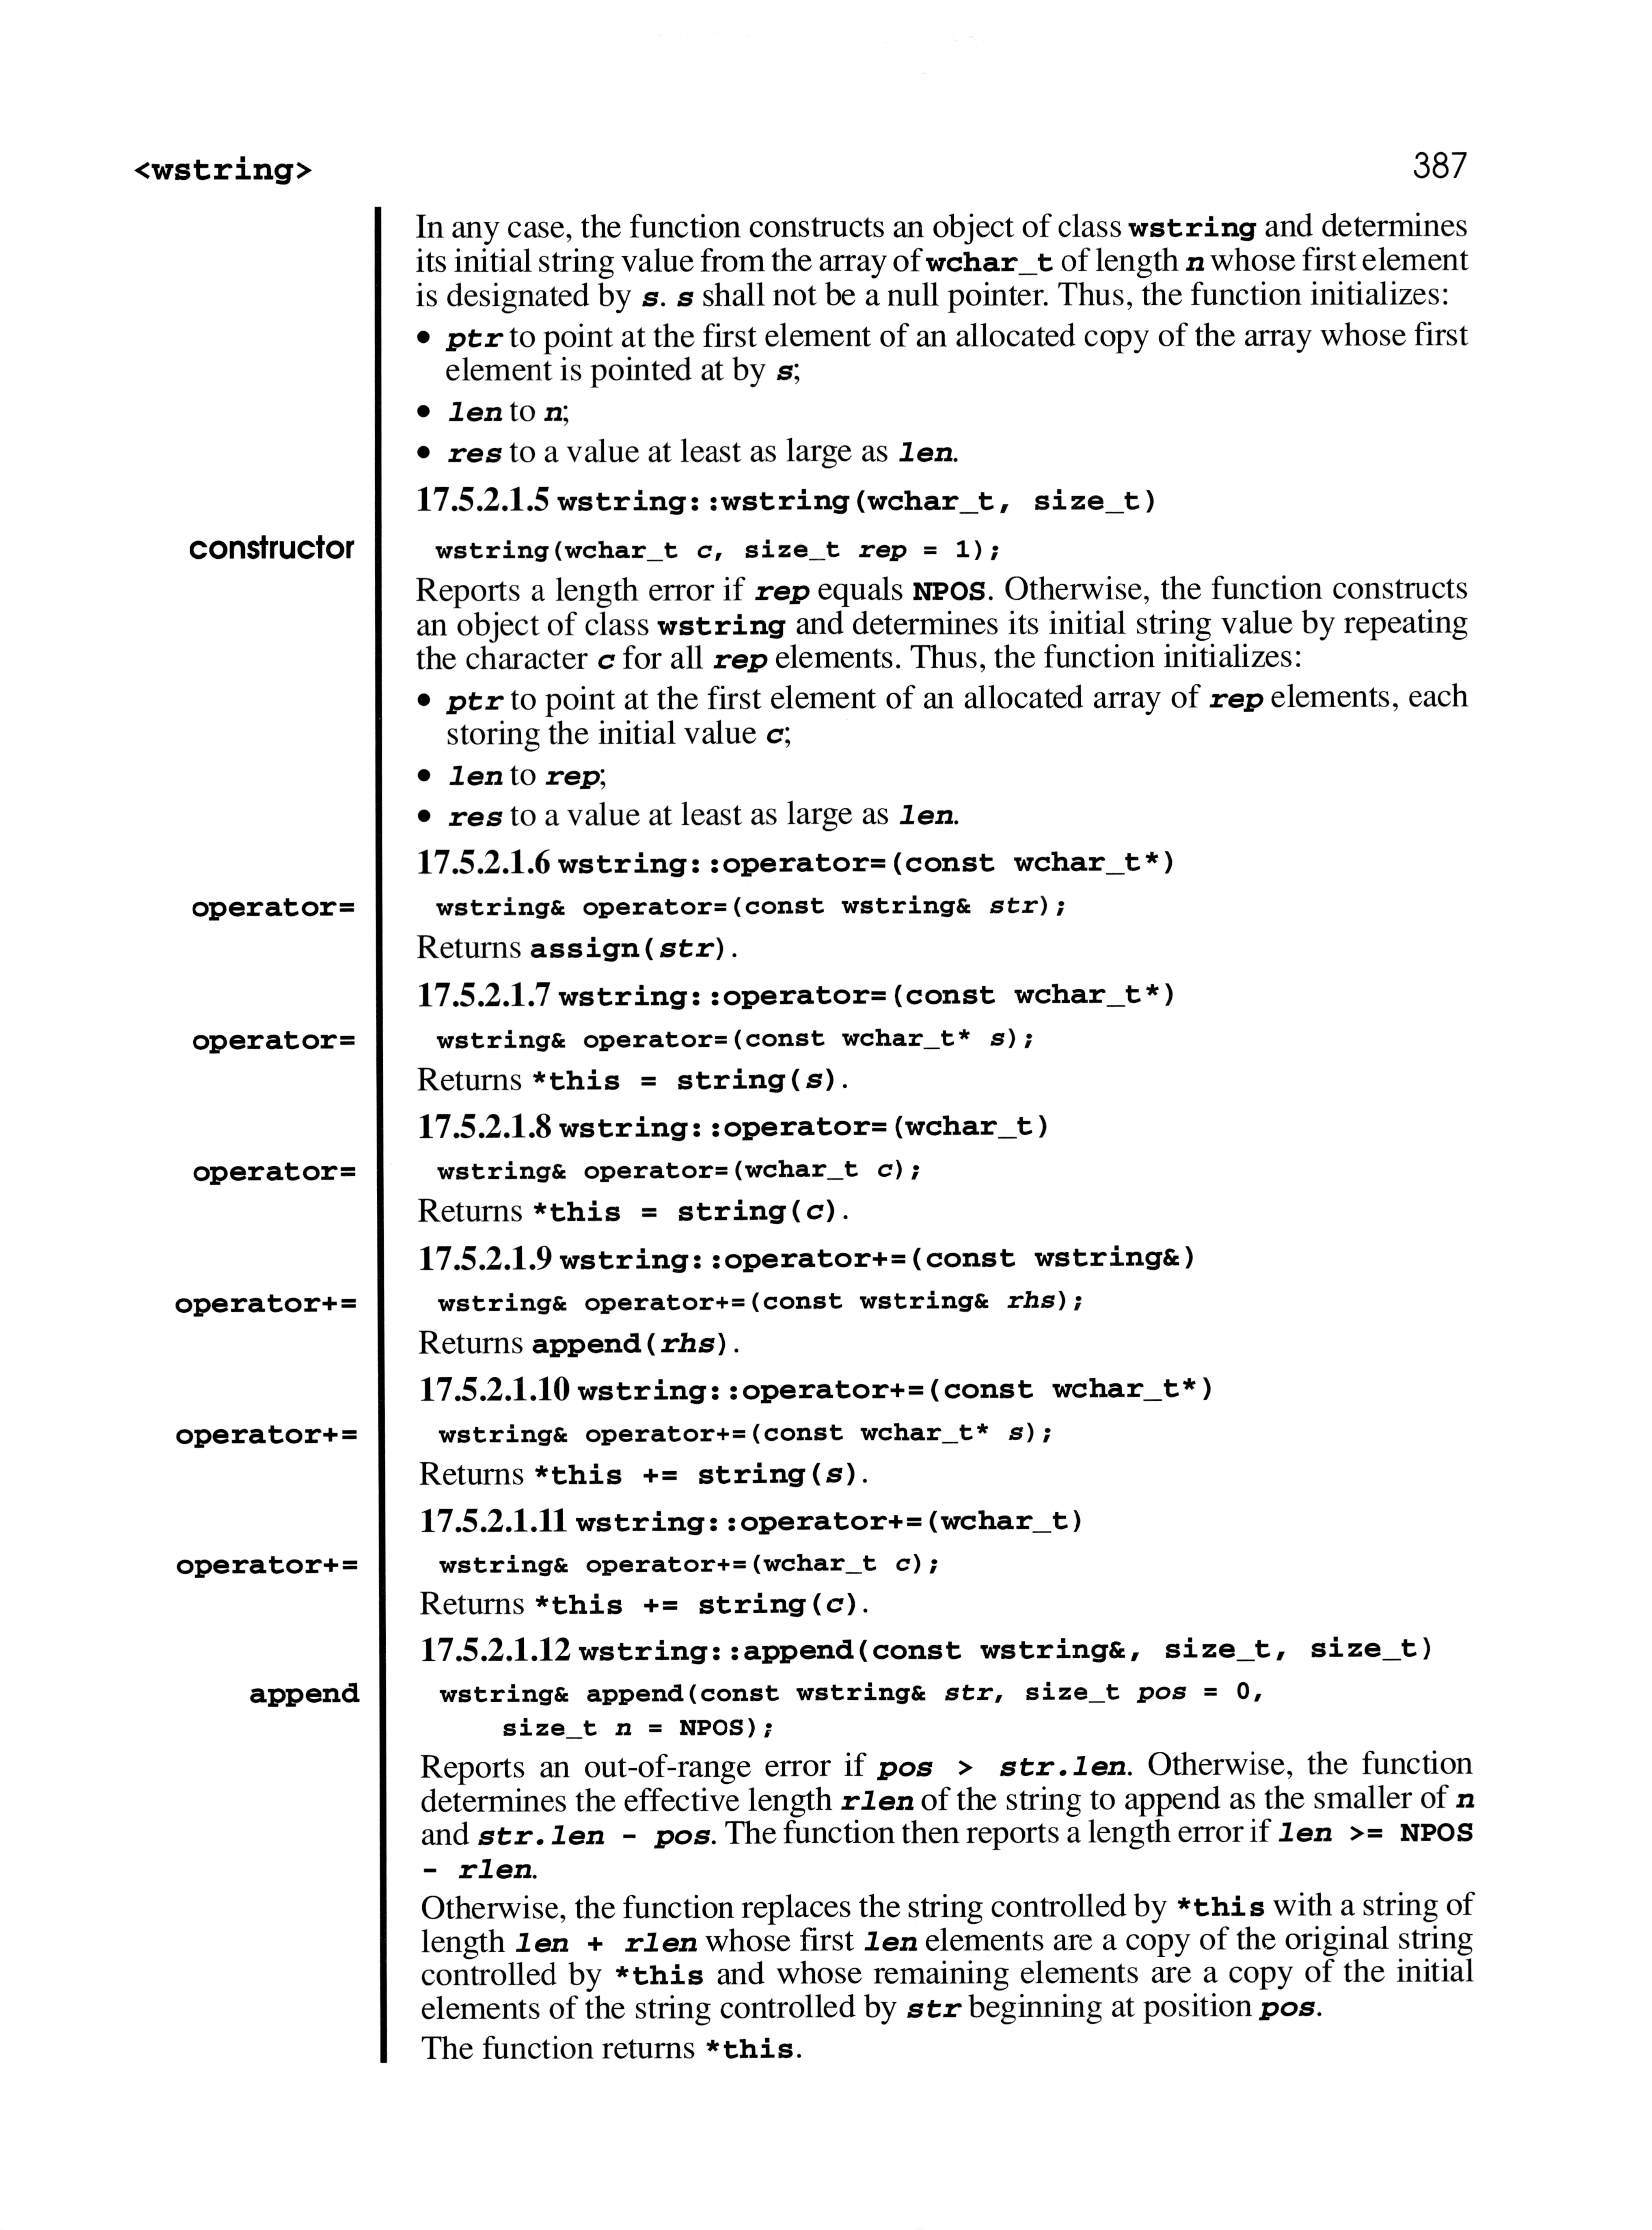 <wstring> 387
In any case, the function constructs an object of class wstring and determines
its initial string value from the array of wchar_t of length n whose first element
is designated by s. s shall not be a null pointer. Thus, the function initializes:
• ptr to point at the first element of an allocated copy of the array whose first
element is pointed at by s;
• len to n;
• res to a value at least as large as len.
17.5.2.1.5 wstring::wstring(wchar_t, size_t)
constructor wstring(wchar_t c, size_t rep = 1);
Reports a length error if rep equals NPOS. Otherwise, the function constructs
an object of class wstring and determines its initial string value by repeating
the character c for all rep elements. Thus, the function initializes:
• ptr to point at the first element of an allocated array of rep elements, each
storing the initial value c;
• len to rep;
• res to a value at least as large as len.
17.5.2.1.6 wstring::operator=(const wchar_t*)
operator= wstring& operator=(const wstring& str);
Returns assign(str).
17.5.2.1.7 wstring::operator=(const wchar_t*)
operator= wstring& operator=(const wchar_t* s);
Returns *this = string(s).
17.5.2.1.8 wstring::operator=(wchar_t)
operator= wstring& operator=(wchar_t c);
Returns *this = string(c).
17.5.2.1.9 wstring::operator+=(const wstring&)
operator+= wstring& operator+=(const wstring& rhs);
Returns append(rhs).
17.5.2.1.10 wstring::operator+=(const wchar_t*)
operator+= wstring& operator+=(const wchar_t* s);
Returns *this += string(s).
17.5.2.1.11 wstring::operator+=(wchar_t)
operator+= wstring& operator+=(wchar_t c);
Returns *this += string(c).
17.5.2.1.12 wstring::append(const wstring&, size_t, size_t)
append wstring& append(const wstring& str, size_t pos = 0,
size_t n = NPOS);
Reports an out-of-range error if pos > str.len. Otherwise, the function
determines the effective length rlen of the string to append as the smaller of n
and str.len - pos. The function then reports a length error if len >= NPOS
- rlen.
Otherwise, the function replaces the string controlled by *this with a string of
length len + rlen whose first len elements are a copy of the original string
controlled by *this and whose remaining elements are a copy of the initial
elements of the string controlled by str beginning at position pos.
The function returns *this.